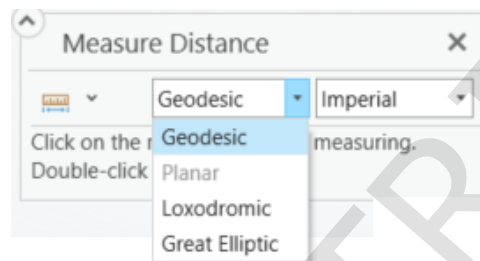 Measure Distance
Geodesic Imperial
Click on the measuring.
Double-click
Geodesic
Planar
Loxodromic
Great Elliptic